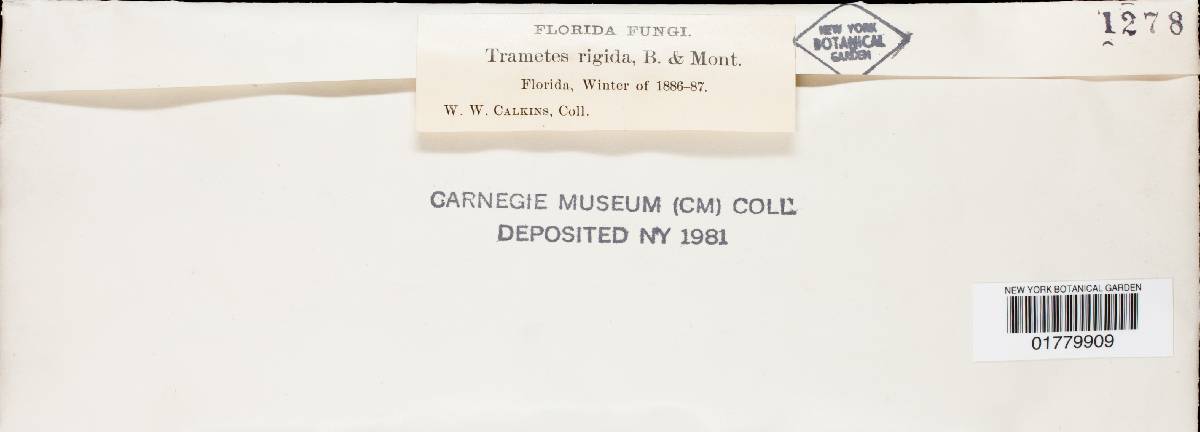 FLORIDA FUNGI.
Trametes rigida, B. & Mont.
Florida, Winter of 1886–87.
W. W. CALKINS, Coll.
NEW YORK
BOTANICAL
GARDEN
1278
CARNEGIE MUSEUM (CM) COLL.
DEPOSITED NY 1981
NEW YORK BOTANICAL GARDEN
01779909